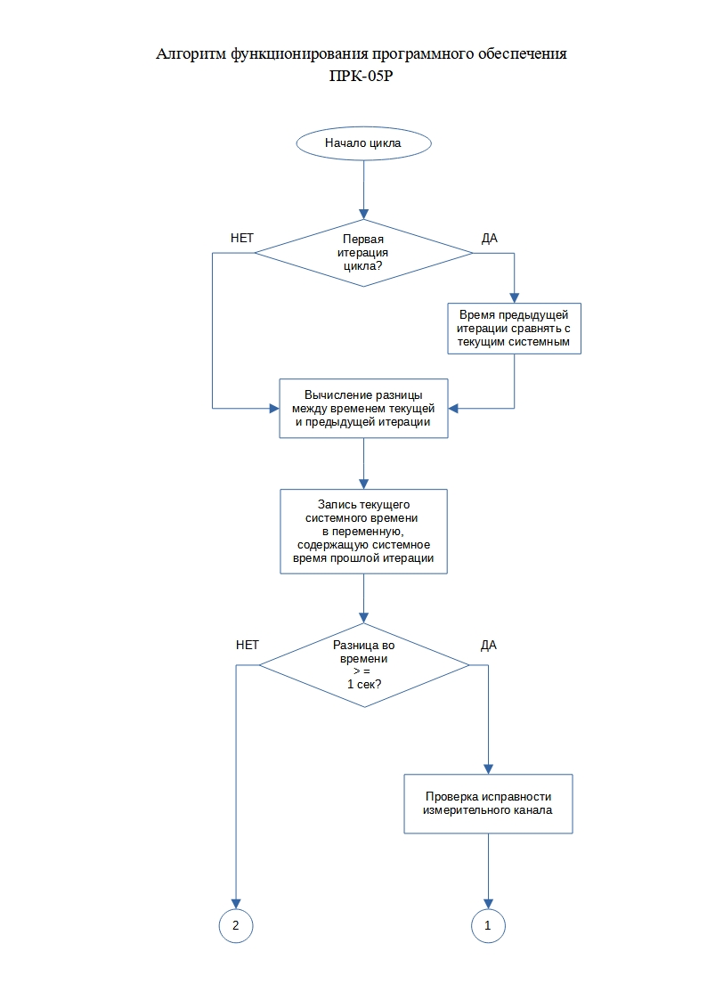 Алгоритм функционирования программного обеспечения
ПРК-05Р
Начало цикла
НЕТ
ДА
Первая
итерация
цикла?
Время предыдущей
итерации сравнять с
текущим системным
Вычисление разницы
между временем текущей
и предыдущей итерации
Запись текущего
системного времени
в переменную,
содержащую системное
время прошлой итерации
НЕТ
ДА
Разница во
времени
> =
1 сек?
Проверка исправности
измерительного канала
2
1